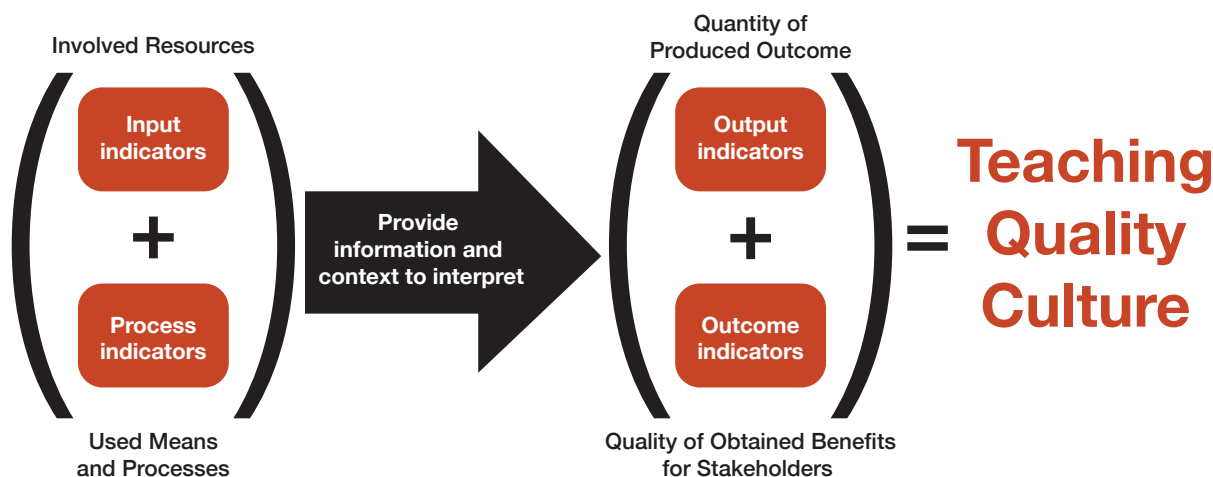 Involved Resources
Input
indicators
+
Process
indicators
Used Means
and Processes
Provide
information and
context to interpret
Quantity of
Produced Outcome
Output
indicators
+
Outcome
indicators
Quality of Obtained Benefits
for Stakeholders
=
Teaching
Quality
Culture